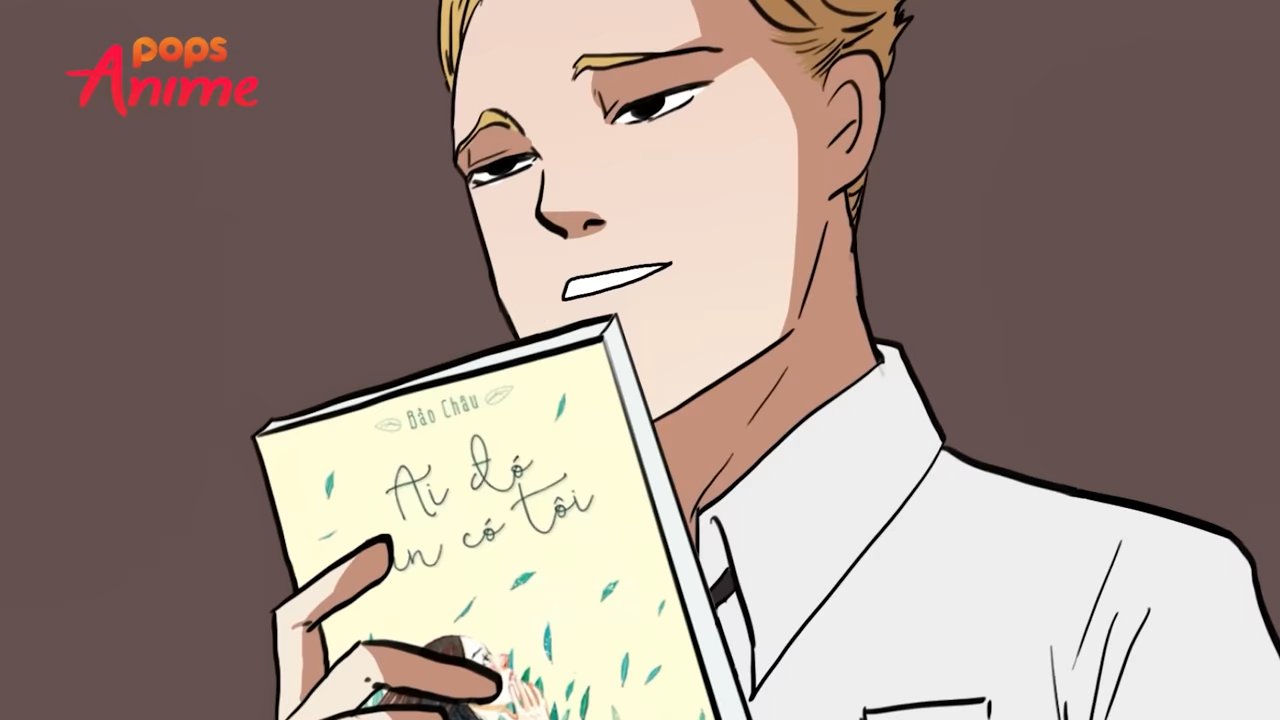 pops
Anime
Bảo Châu
Ai đó
có tôi